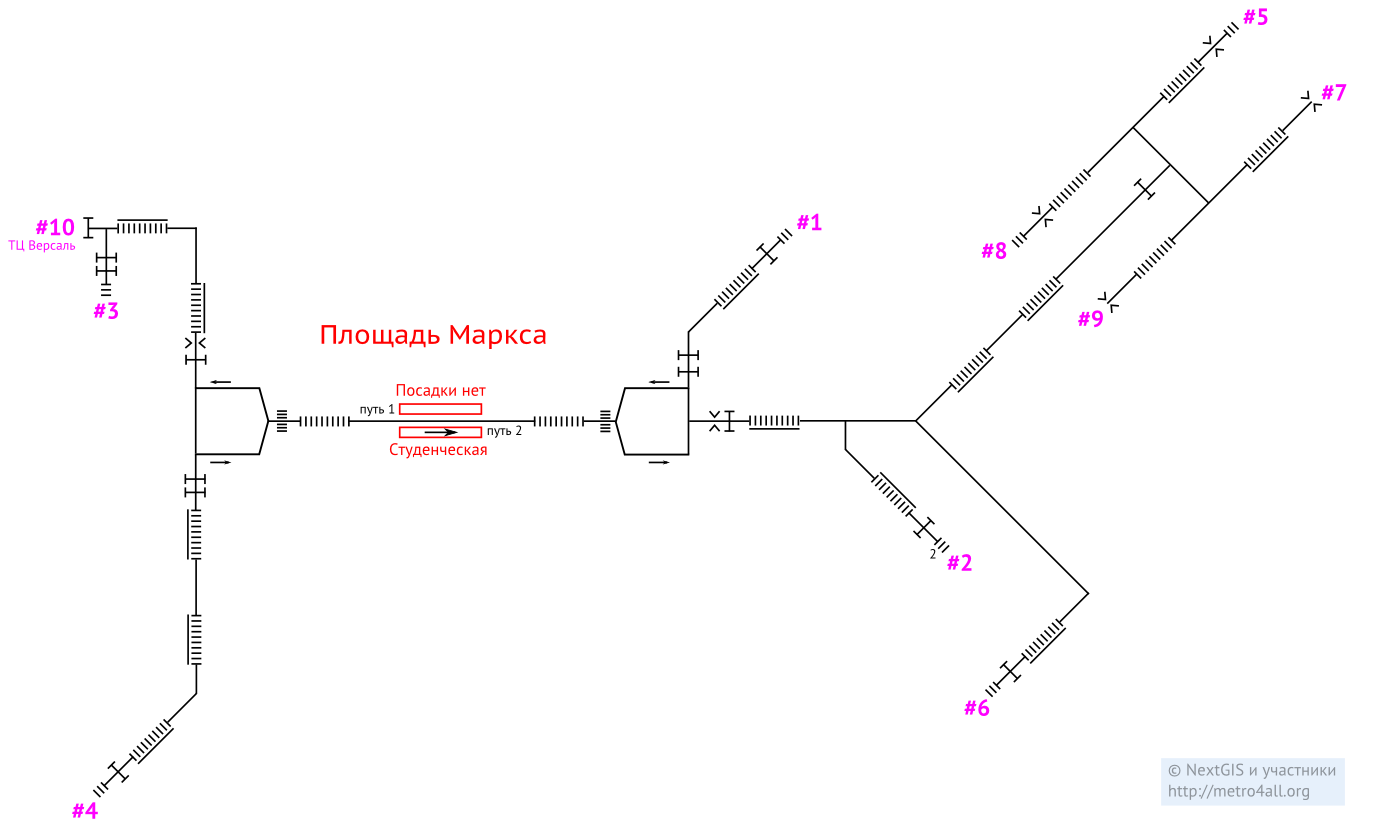 #5
#7
#1
#10
ТЦ Версаль
#8
#3
#9
Площадь Маркса
Посадки нет
путь 1
путь 2
Студенческая
2
#2
#6
#4
© NextGIS и участники
http://metro4all.org